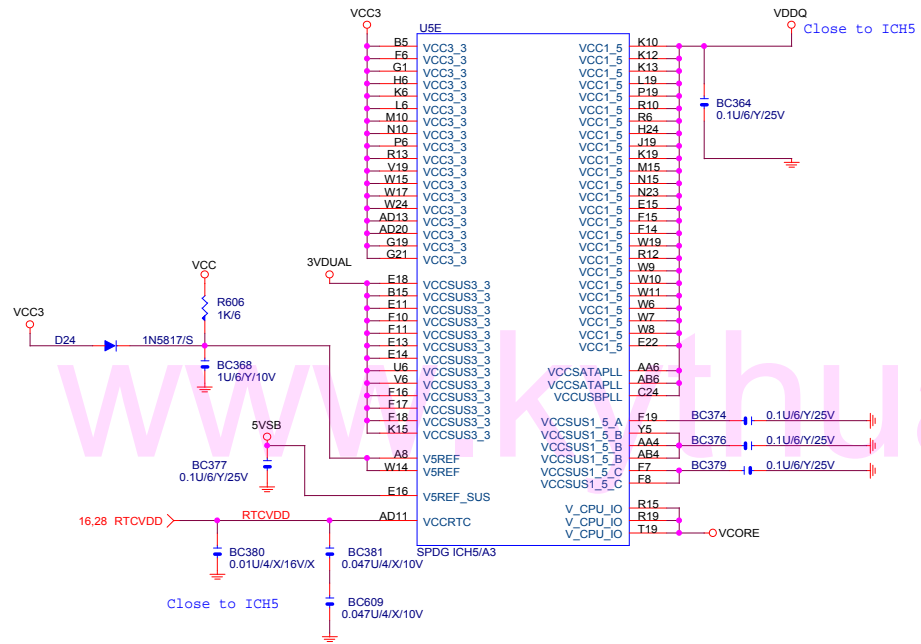 VCC3
U5E
VDDQ
Close to ICH5
B5 VCC3_3 VCC1_5 K10
F6 VCC3_3 VCC1_5 K12
G1 VCC3_3 VCC1_5 K13
H6 VCC3_3 VCC1_5 L19
K6 VCC3_3 VCC1_5 P19
L6 VCC3_3 VCC1_5 R10
M10 VCC3_3 VCC1_5 R6
N10 VCC3_3 VCC1_5 H24
P6 VCC3_3 VCC1_5 J19
R13 VCC3_3 VCC1_5 K19
V19 VCC3_3 VCC1_5 M15
W15 VCC3_3 VCC1_5 N15
W17 VCC3_3 VCC1_5 N23
W24 VCC3_3 VCC1_5 E15
AD13 VCC3_3 VCC1_5 F15
AD20 VCC3_3 VCC1_5 F14
G19 VCC3_3 VCC1_5 W19
G21 VCC3_3 VCC1_5 R12
VCC1_5 W9
E18 VCCSUS3_3 VCC1_5 W10
B15 VCCSUS3_3 VCC1_5 W11
E11 VCCSUS3_3 VCC1_5 W6
F10 VCCSUS3_3 VCC1_5 W7
F11 VCCSUS3_3 VCC1_5 W8
E13 VCCSUS3_3 VCC1_5 E22
E14 VCCSUS3_3
U6 VCCSUS3_3 VCCSATAPLL AA6
V6 VCCSUS3_3 VCCSATAPLL AB6
F16 VCCSUS3_3 VCCUSBPLL C24
F17 VCCSUS3_3
F18 VCCSUS3_3 VCCSUS1_5_A F19
K15 VCCSUS3_3 VCCSUS1_5_B Y5
VCCSUS1_5_B AA4
A8 V5REF VCCSUS1_5_B AB4
W14 V5REF VCCSUS1_5_C F7
VCCSUS1_5_C F8
E16 V5REF_SUS
V_CPU_IO R15
AD11 VCCRTC V_CPU_IO R19
V_CPU_IO T19
SPDG ICH5/A3
BC364
0.1U/6/Y/25V
3VDUAL
VCC
R606
1K/6
VCC3
D24
1N5817/S
BC368
1U/6/Y/10V
5VSB
BC377
0.1U/6/Y/25V
BC374 0.1U/6/Y/25V
BC376 0.1U/6/Y/25V
BC379 0.1U/6/Y/25V
VCORE
16,28 RTCVDD
RTCVDD
BC380
0.01U/4/X/16V/X
BC381
0.047U/4/X/10V
BC609
0.047U/4/X/10V
Close to ICH5
www.kythua